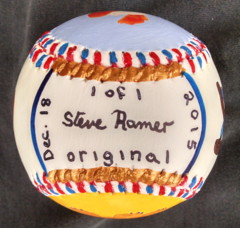 1 of 1
Steve Ramer
original
Dec. 18
2015